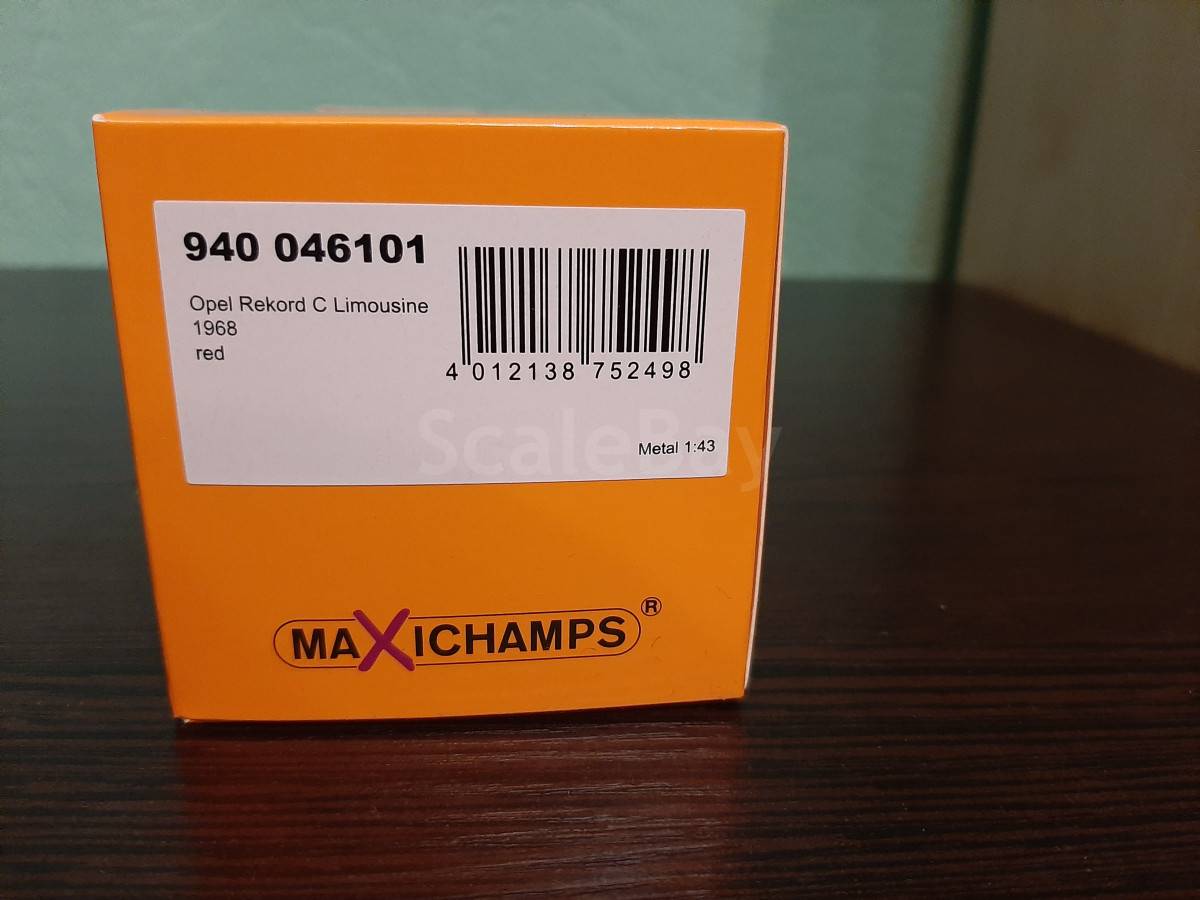 940 046101
Opel Rekord C Limousine
1968
red
4 012138 752498
ScaleBay
Metal 1:43
MAXICHAMPS®